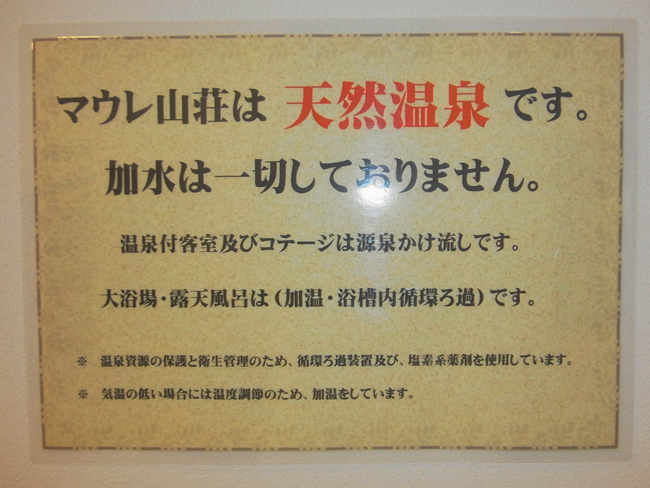 マウレ山荘は 天然温泉 です。
加水は一切しておりません。
温泉付客室及びコテージは源泉かけ流しです。
大浴場・露天風呂は(加温・浴槽内循環ろ過)です。
※ 温泉資源の保護と衛生管理のため、循環ろ過装置及び、塩素系薬剤を使用しています。
※ 気温の低い場合には温度調節のため、加温をしています。